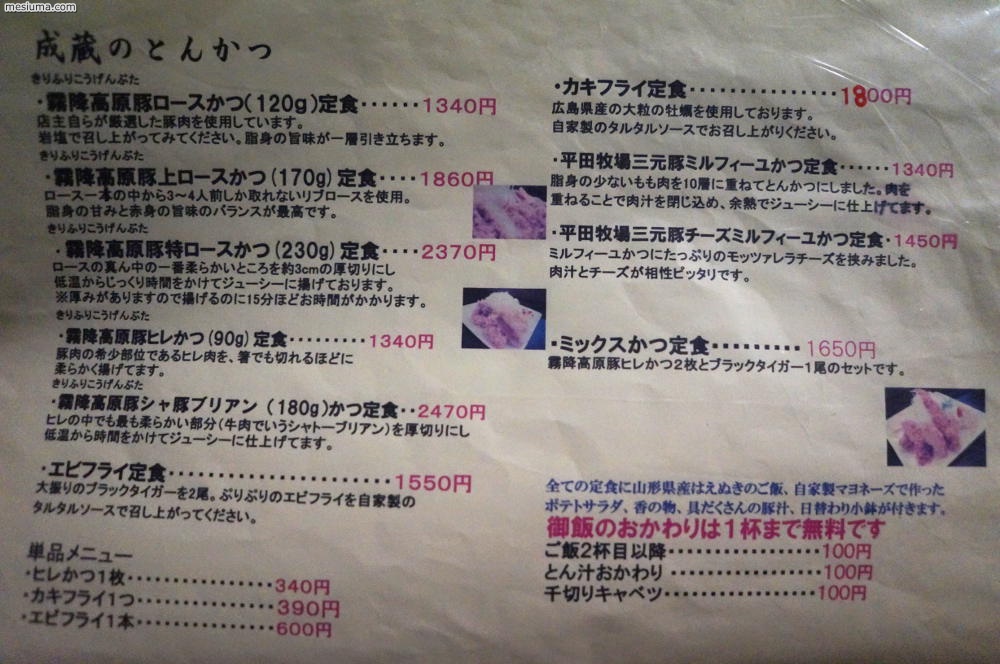 mesiuma.com
成蔵のとんかつ
きりふりこうげんぶた
・霧降高原豚ロースかつ(120g)定食・・・・・・1340円
店主自らが厳選した豚肉を使用しています。
岩塩で召し上がってみてください。脂身の旨味が一層引き立ちます。
きりふりこうげんぶた
・霧降高原豚上ロースかつ(170g)定食・・・・1860円
ロース一本の中から3〜4人前しか取れないリブロースを使用。
脂身の甘みと赤身の旨味のバランスが最高です。
きりふりこうげんぶた
・霧降高原豚特ロースかつ(230g)定食・・・・2370円
ロースの真ん中の一番柔らかいところを約3cmの厚切りにし
低温からじっくり時間をかけてジューシーに揚げております。
※厚みがありますので揚げるのに15分ほどお時間がかかります。
きりふりこうげんぶた
・霧降高原豚ヒレかつ(90g)定食・・・・・・・・・1340円
豚肉の希少部位であるヒレ肉を、箸でも切れるほどに
柔らかく揚げてます。
きりふりこうげんぶた
・霧降高原豚シャ豚ブリアン(180g)かつ定食・・2470円
ヒレの中でも最も柔らかい部分(牛肉でいうシャトーブリアン)を厚切りにし
低温から時間をかけてジューシーに仕上げてます。
・エビフライ定食・・・・・・・・・・・・・・・・・・1550円
大振りのブラックタイガーを2尾。ぷりぷりのエビフライを自家製の
タルタルソースで召し上がってください。
単品メニュー
・ヒレかつ1枚・・・・・・・・・・・・・・340円
・カキフライ1つ・・・・・・・・・・・・・390円
・エビフライ1本・・・・・・・・・・・・・600円
・カキフライ定食・・・・・・・・・・・・・・1800円
広島県産の大粒の牡蠣を使用しております。
自家製のタルタルソースでお召し上がりください。
・平田牧場三元豚ミルフィーユかつ定食・・・・・1340円
脂身の少ないもも肉を10層に重ねてとんかつにしました。肉を
重ねることで肉汁を閉じ込め、余熱でジューシーに仕上げてます。
・平田牧場三元豚チーズミルフィーユかつ定食・1450円
ミルフィーユかつにたっぷりのモッツァレラチーズを挟みました。
肉汁とチーズが相性ピッタリです。
・ミックスかつ定食・・・・・・・・・1650円
霧降高原豚ヒレかつ2枚とブラックタイガー1尾のセットです。
全ての定食に山形県産はえぬきのご飯、自家製マヨネーズで作った
ポテトサラダ、香の物、具だくさんの豚汁、日替わり小鉢が付きます。
御飯のおかわりは1杯まで無料です
ご飯2杯目以降・・・・・・・・・・・・・・100円
とん汁おかわり・・・・・・・・・・・・・・100円
千切りキャベツ・・・・・・・・・・・・・・100円